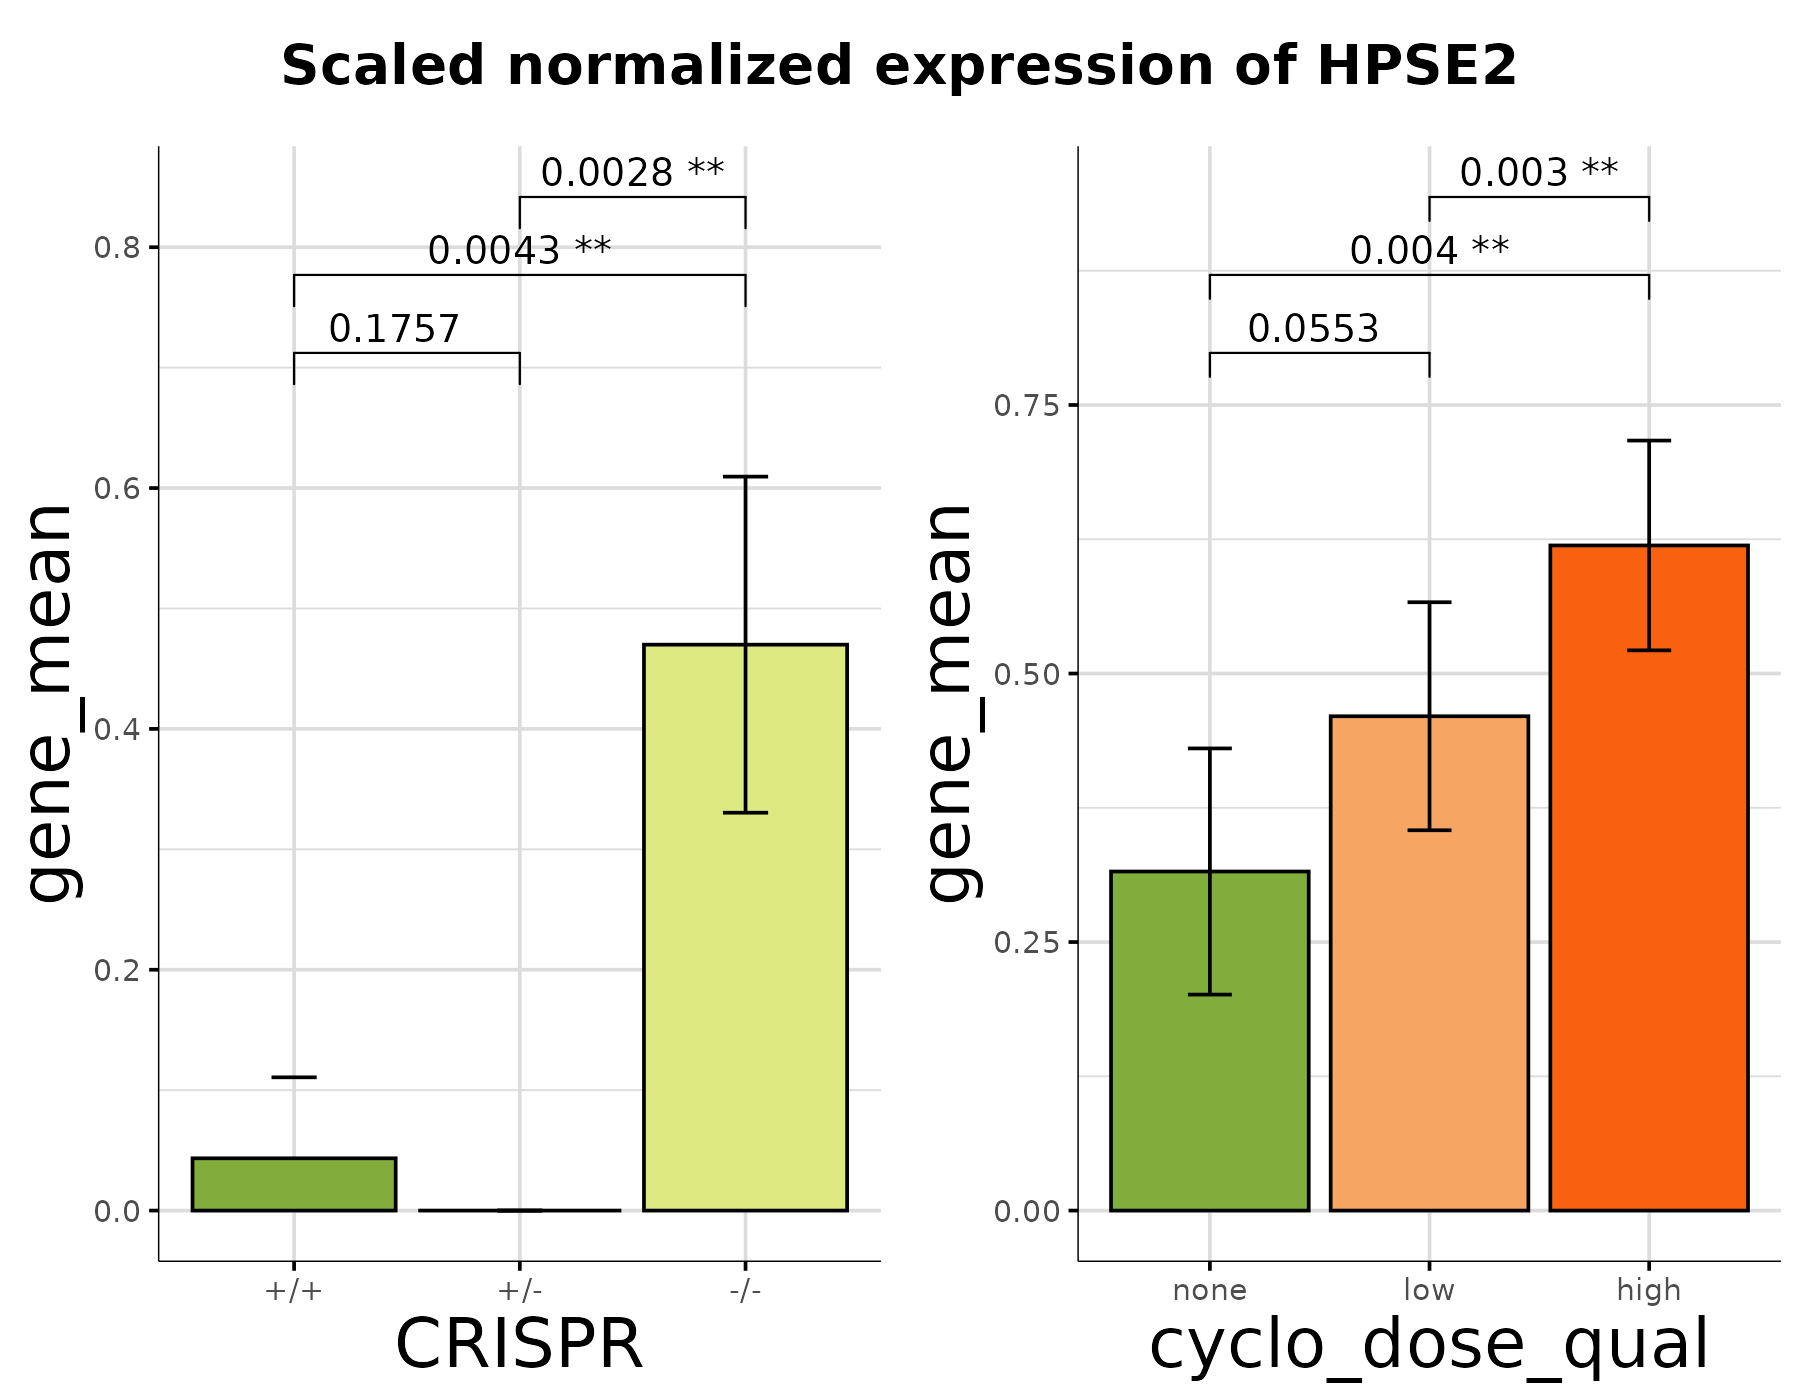 Scaled normalized expression of HPSE2
gene_mean
0.8
0.6
0.4
0.2
0.0
0.0028 **
0.0043 **
0.1757
+/+ +/- -/-
CRISPR
gene_mean
0.75
0.50
0.25
0.00
0.003 **
0.004 **
0.0553
none low high
cyclo_dose_qual